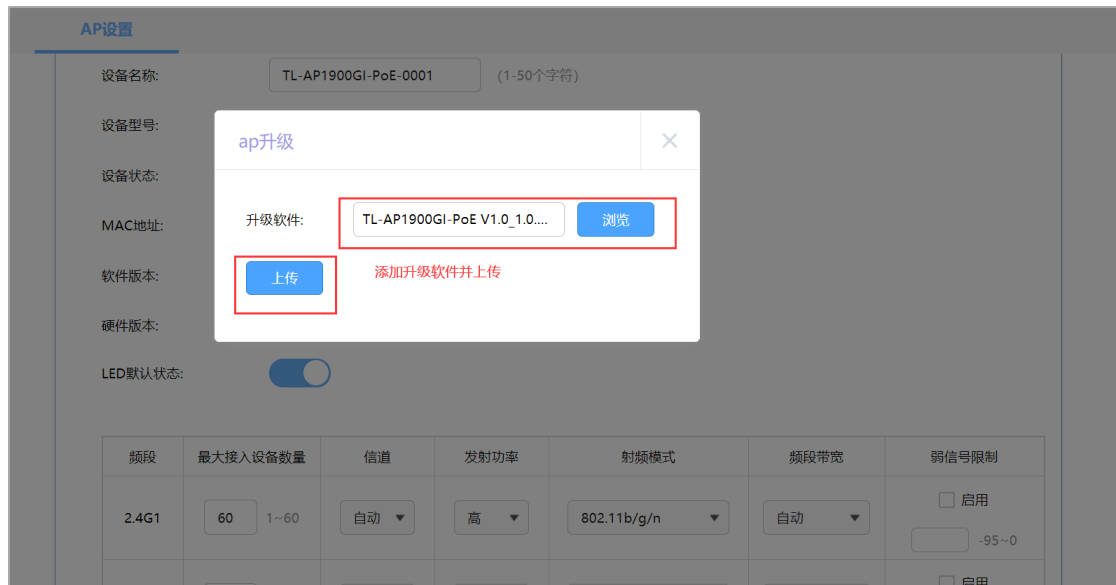 AP设置
设备名称: TL-AP1900GI-PoE-0001 (1-50个字符)
设备型号:
ap升级
设备状态:
升级软件: TL-AP1900GI-PoE V1.0_1.0.... 浏览
MAC地址:
软件版本:
上传 添加升级软件并上传
硬件版本:
LED默认状态:
频段 最大接入设备数量 信道 发射功率 射频模式 频段带宽 弱信号限制
启用
2.4G1 60 1~60 自动 高 802.11b/g/n 自动
-95~0
启用